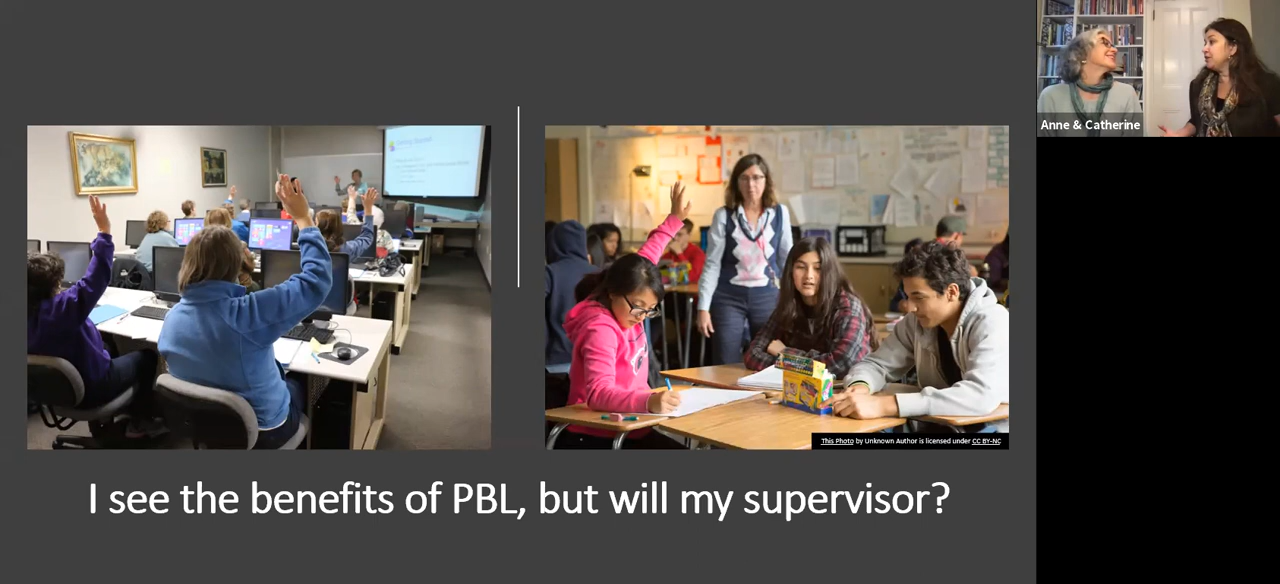 Anne & Catherine
This Photo by Unknown Author is licensed under CC BY-NC
I see the benefits of PBL, but will my supervisor?